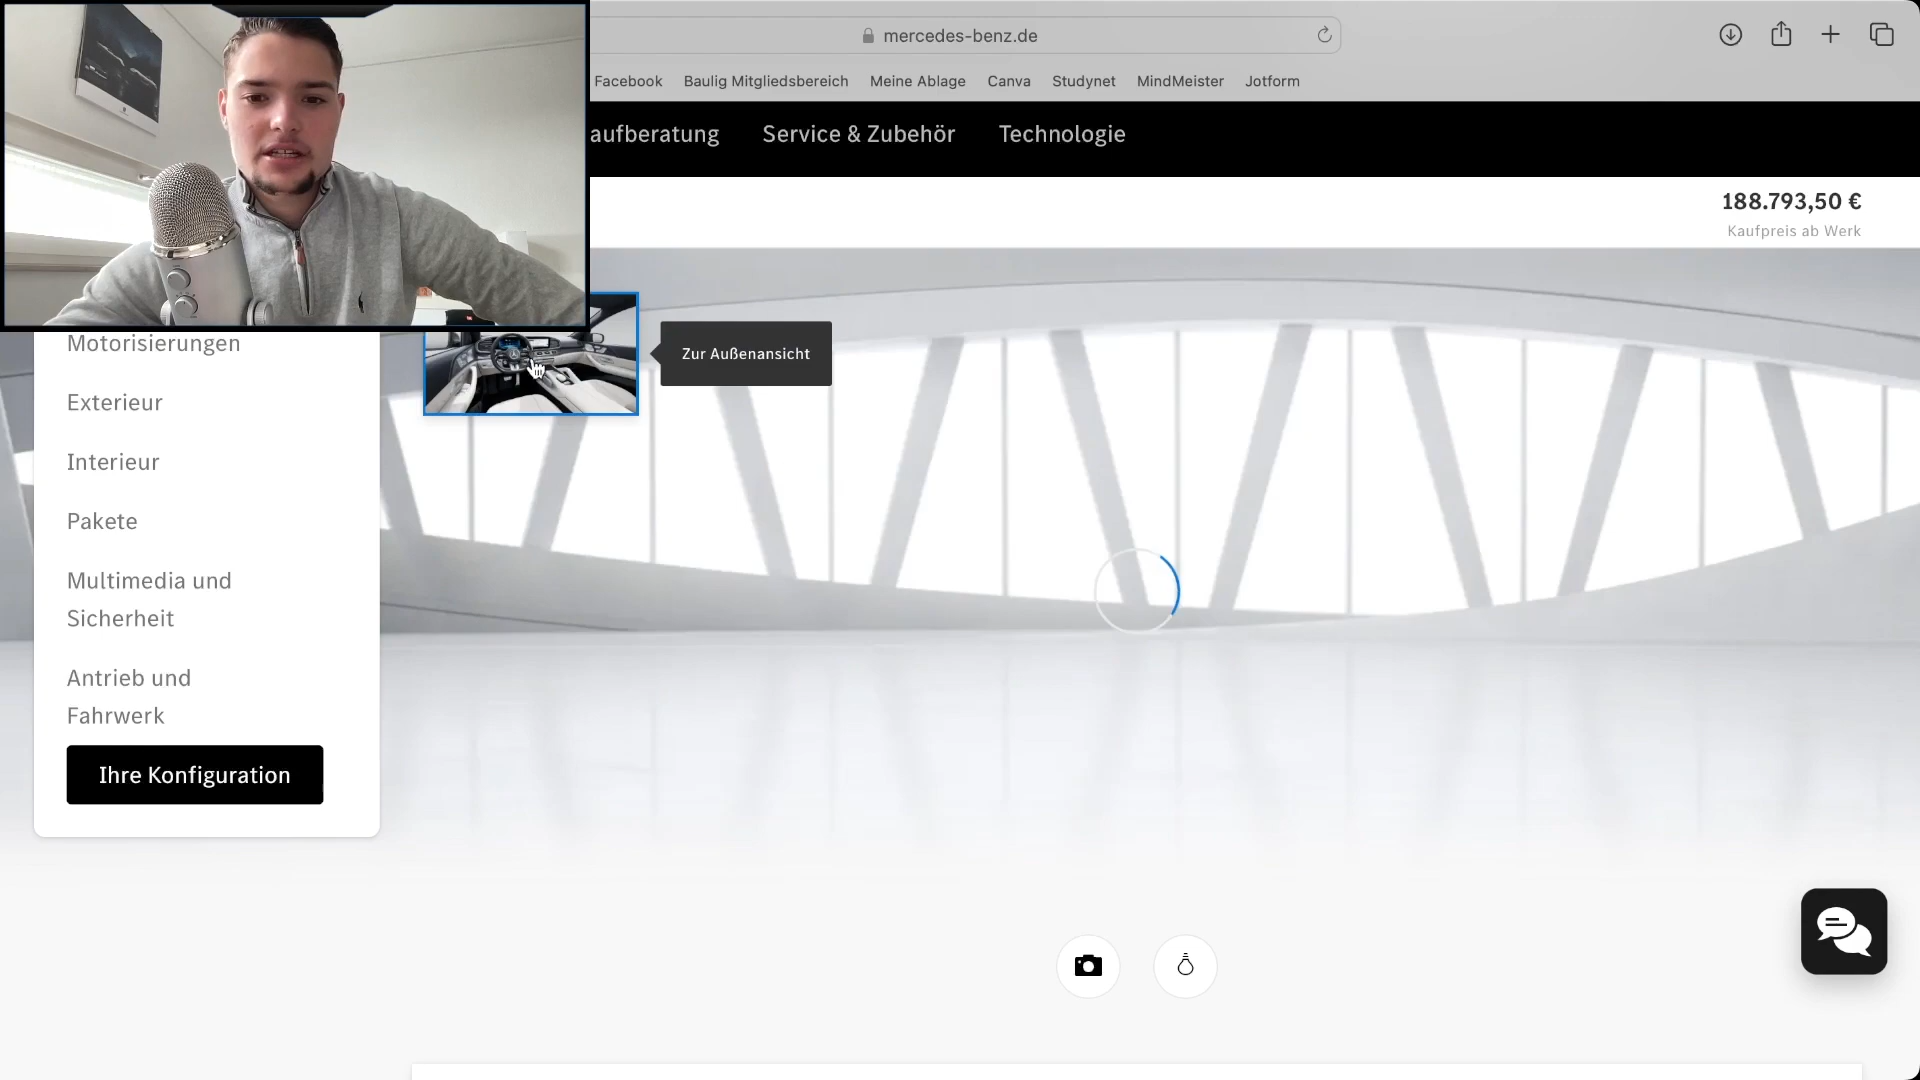 mercedes-benz.de
Facebook Baulig Mitgliedsbereich Meine Ablage Canva Studynet MindMeister Jotform
aufberatung Service & Zubehör Technologie
188.793,50 €
Kaufpreis ab Werk
Motorisierungen
Zur Außenansicht
Exterieur
Interieur
Pakete
Multimedia und
Sicherheit
Antrieb und
Fahrwerk
Ihre Konfiguration